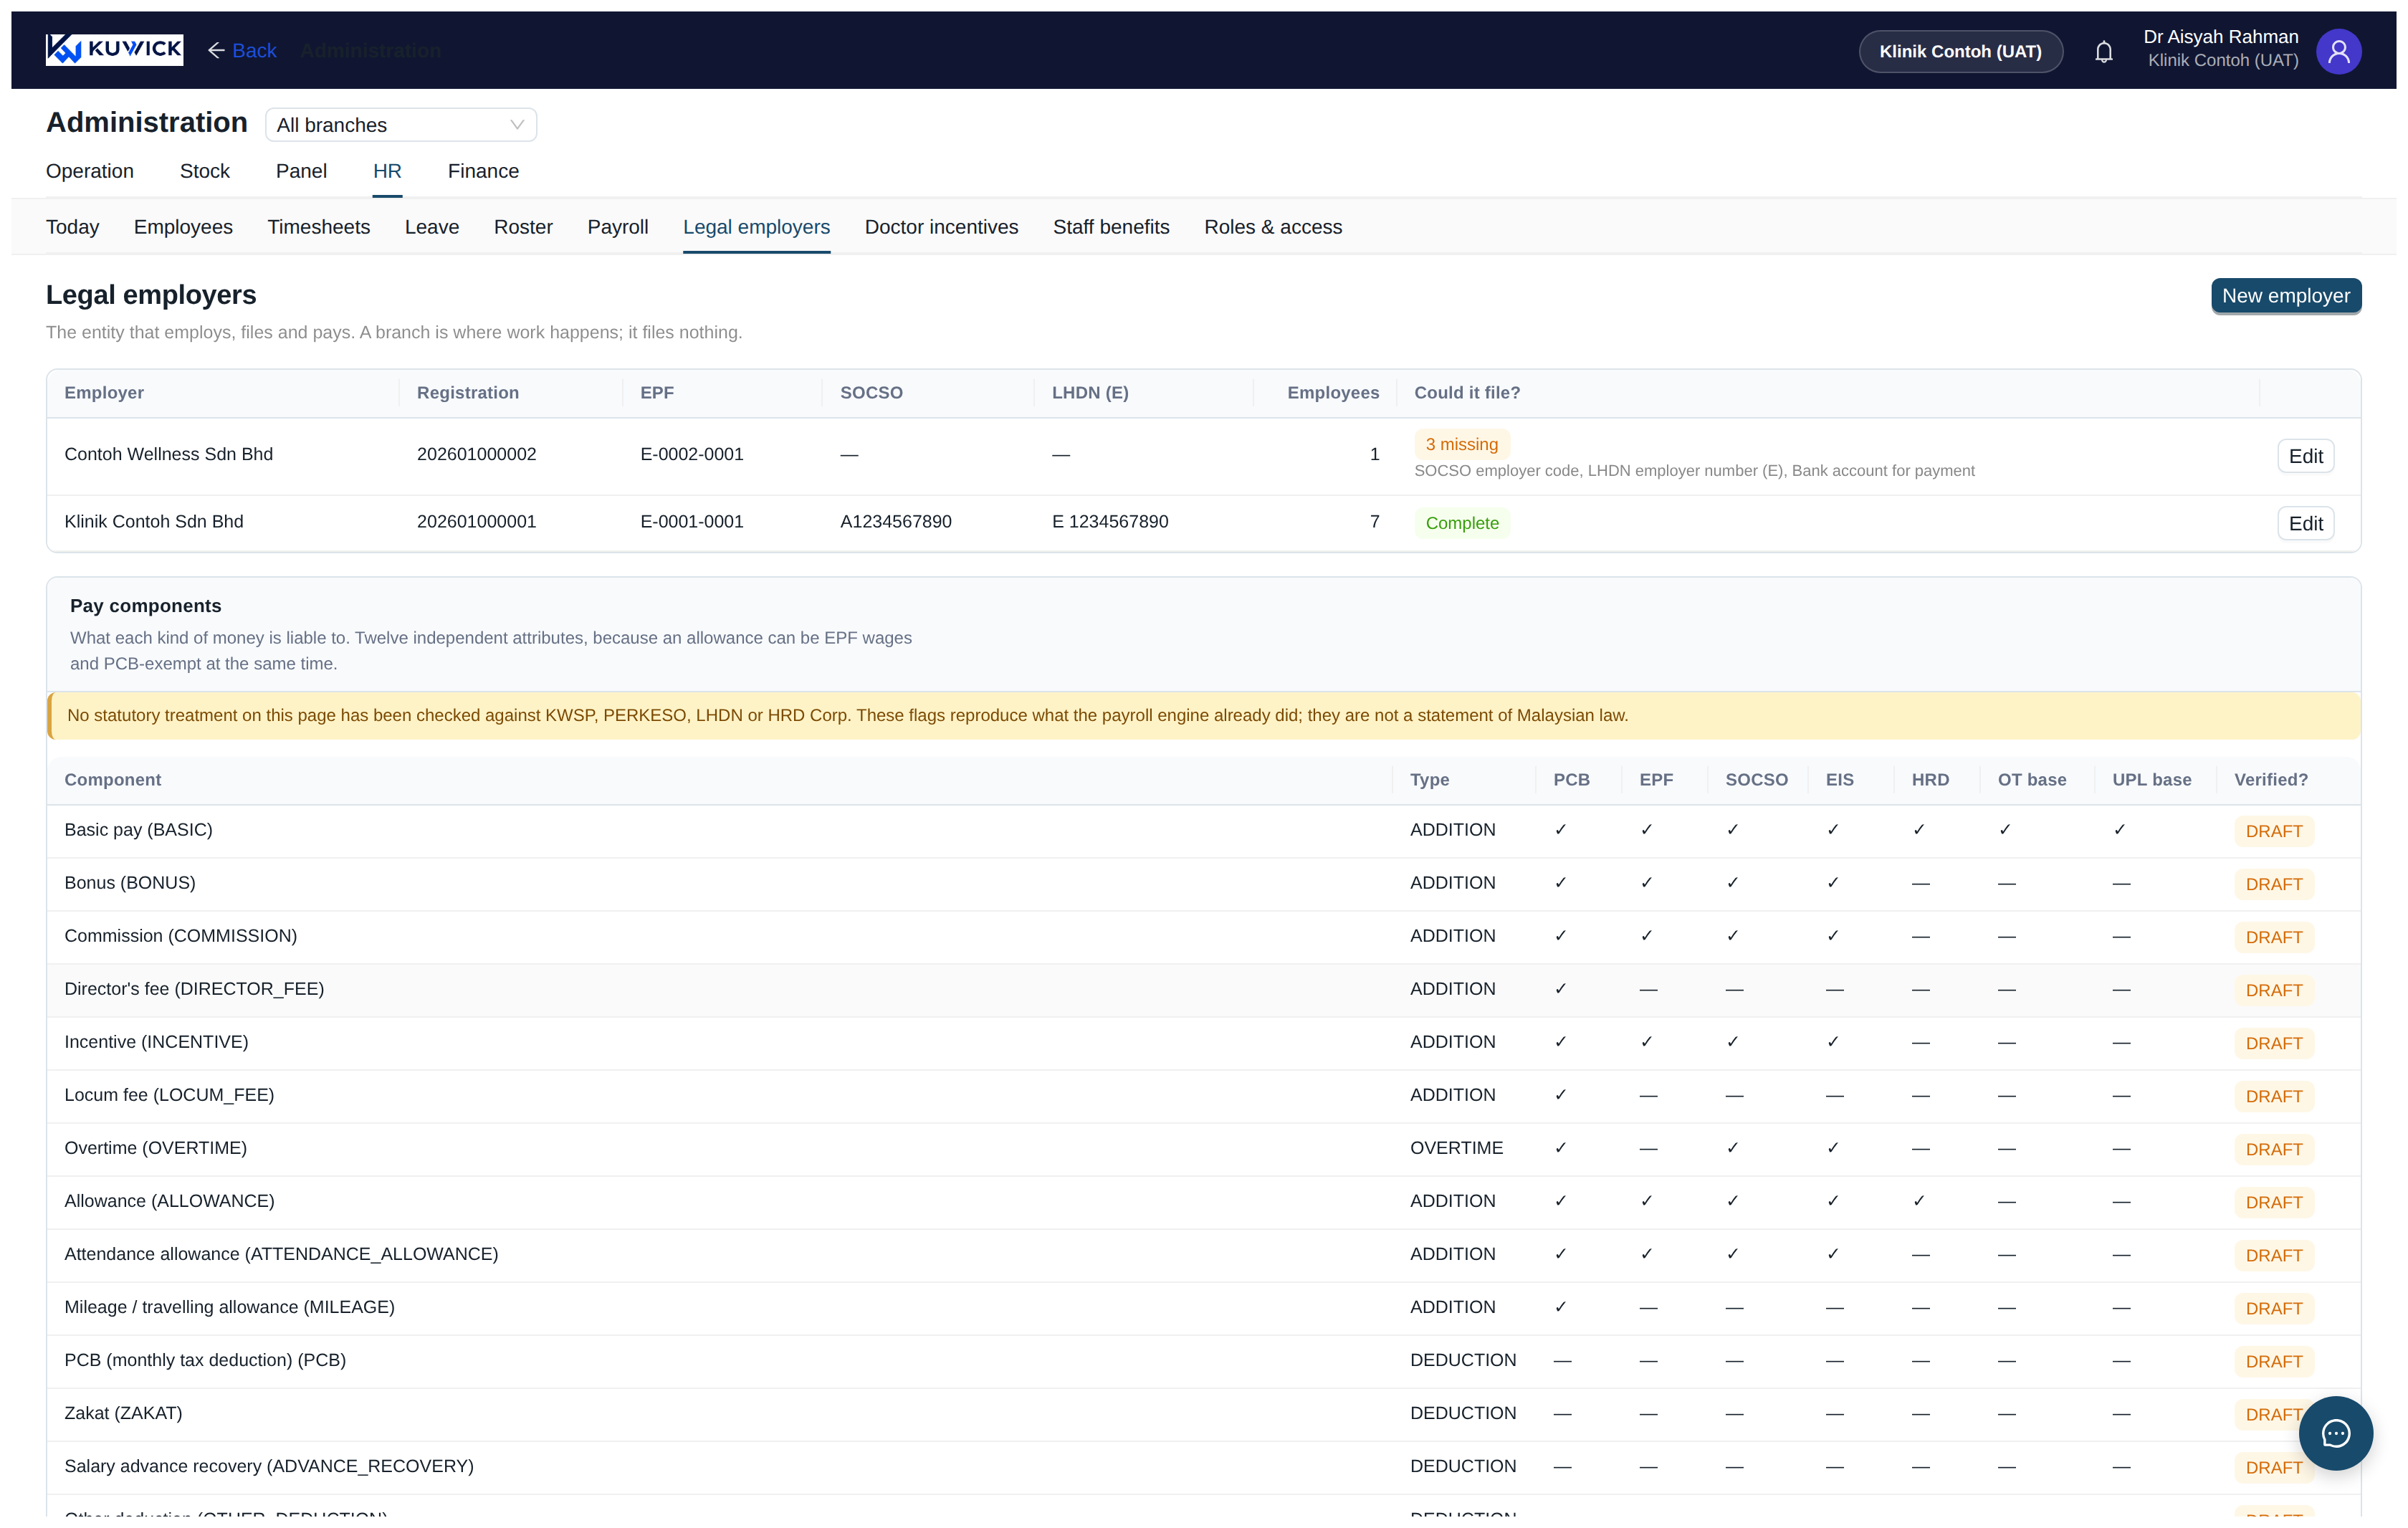 KUWICK
Back
Administration
Klinik Contoh (UAT)
Dr Aisyah Rahman
Klinik Contoh (UAT)
Administration
All branches
Operation Stock Panel HR Finance
Today Employees Timesheets Leave Roster Payroll Legal employers Doctor incentives Staff benefits Roles & access
Legal employers
New employer
The entity that employs, files and pays. A branch is where work happens; it files nothing.
Employer Registration EPF SOCSO LHDN (E) Employees Could it file?
Contoh Wellness Sdn Bhd 202601000002 E-0002-0001 — — 1 3 missing Edit
SOCSO employer code, LHDN employer number (E), Bank account for payment
Klinik Contoh Sdn Bhd 202601000001 E-0001-0001 A1234567890 E 1234567890 7 Complete Edit
Pay components
What each kind of money is liable to. Twelve independent attributes, because an allowance can be EPF wages
and PCB-exempt at the same time.
No statutory treatment on this page has been checked against KWSP, PERKESO, LHDN or HRD Corp. These flags reproduce what the payroll engine already did; they are not a statement of Malaysian law.
Component Type PCB EPF SOCSO EIS HRD OT base UPL base Verified?
Basic pay (BASIC) ADDITION ✓ ✓ ✓ ✓ ✓ ✓ ✓ DRAFT
Bonus (BONUS) ADDITION ✓ ✓ ✓ ✓ — — — DRAFT
Commission (COMMISSION) ADDITION ✓ ✓ ✓ ✓ — — — DRAFT
Director's fee (DIRECTOR_FEE) ADDITION ✓ — — — — — — DRAFT
Incentive (INCENTIVE) ADDITION ✓ ✓ ✓ ✓ — — — DRAFT
Locum fee (LOCUM_FEE) ADDITION ✓ — — — — — — DRAFT
Overtime (OVERTIME) OVERTIME ✓ — ✓ ✓ — — — DRAFT
Allowance (ALLOWANCE) ADDITION ✓ ✓ ✓ ✓ ✓ — — DRAFT
Attendance allowance (ATTENDANCE_ALLOWANCE) ADDITION ✓ ✓ ✓ ✓ — — — DRAFT
Mileage / travelling allowance (MILEAGE) ADDITION ✓ — — — — — — DRAFT
PCB (monthly tax deduction) (PCB) DEDUCTION — — — — — — — DRAFT
Zakat (ZAKAT) DEDUCTION — — — — — — — DRAFT
Salary advance recovery (ADVANCE_RECOVERY) DEDUCTION — — — — — — — DRAFT
Other deduction (OTHER_DEDUCTION) DEDUCTION DRAFT